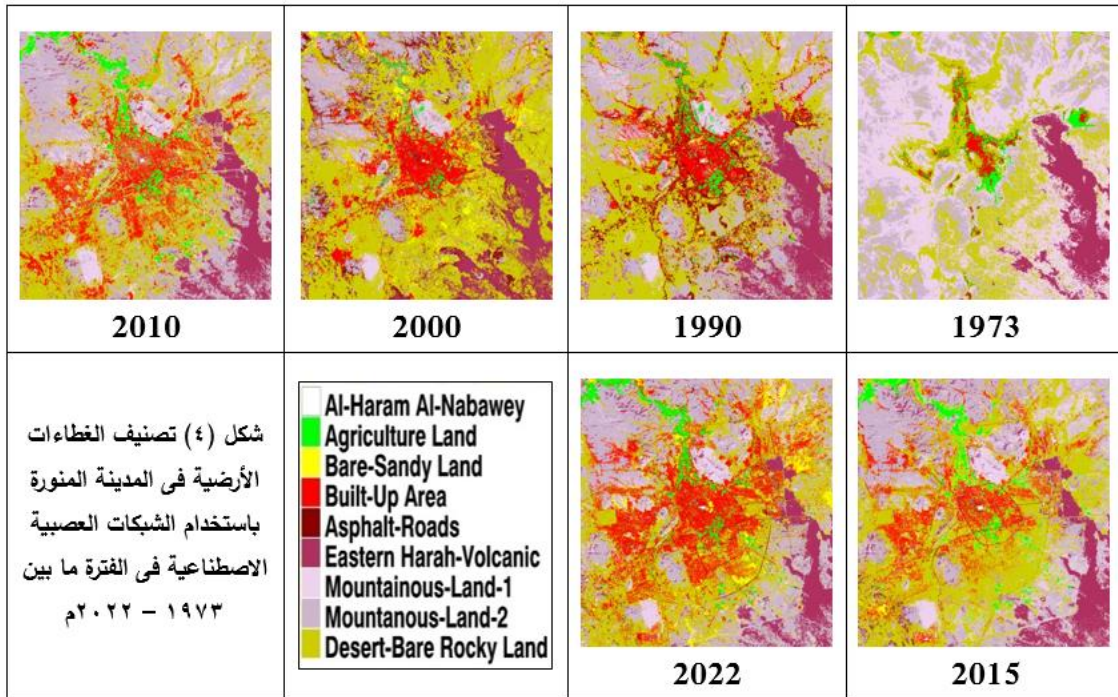 2010
2000
1990
1973
شكل (٤) تصنيف الغطاءات
الأرضية فى المدينة المنورة
باستخدام الشبكات العصبية
الاصطناعية فى الفترة ما بين
١٩٧٣ – ٢٠٢٢م
Al-Haram Al-Nabawey
Agriculture Land
Bare-Sandy Land
Built-Up Area
Asphalt-Roads
Eastern Harah-Volcanic
Mountainous-Land-1
Mountanous-Land-2
Desert-Bare Rocky Land
2022
2015